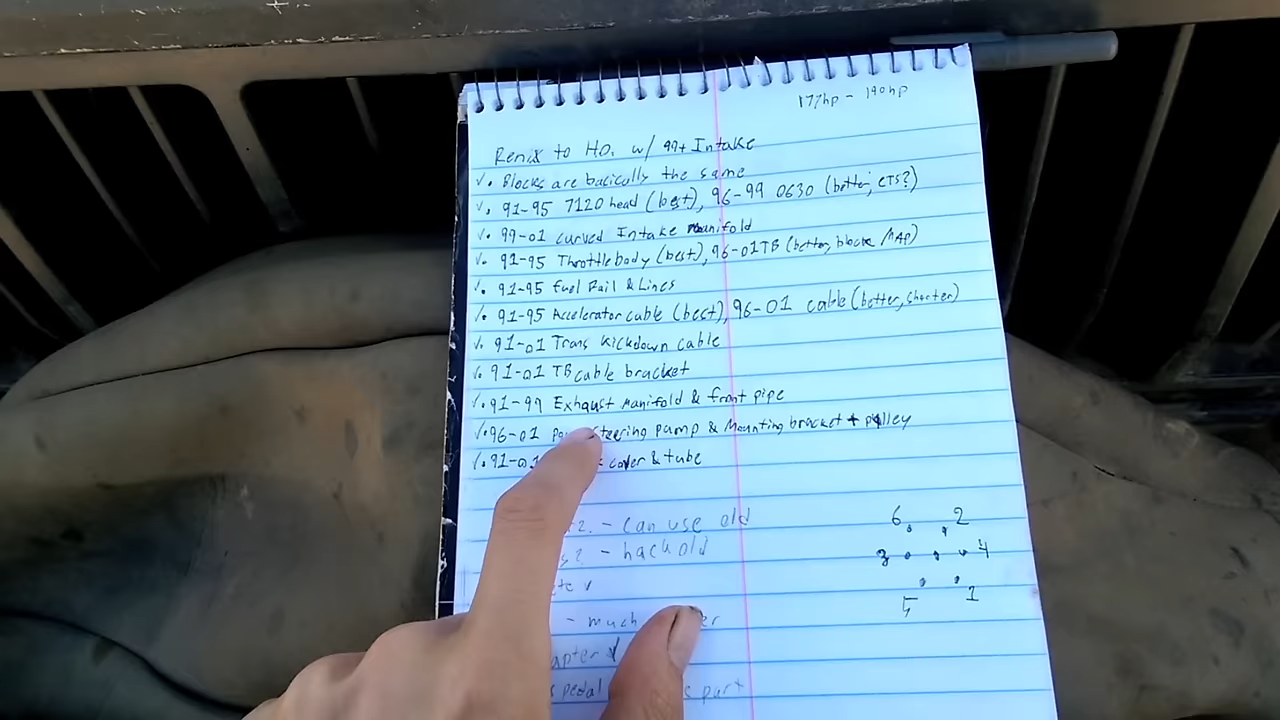 177hp - 190hp
Renix to HO. w/ 99+ Intake
✓. Blocks are basically the same
✓. 91-95 7120 head (best), 96-99 0630 (better, CTS?)
✓. 99-01 curved Intake Manifold
✓. 91-95 Throttle body (best), 96-01 TB (better, block MAP)
✓. 91-95 Fuel Rail & Lines
✓. 91-95 Accelerator cable (best), 96-01 cable (better, shorter)
✓. 91-01 Trans Kickdown cable
✓. 91-01 TB cable bracket
✓. 91-99 Exhaust Manifold & front pipe
✓. 96-01 steering pump & Mounting bracket + pulley
✓. 91-01 cover & tube
- can use old
- hack old
- much
part
6 2
3 4
5 1